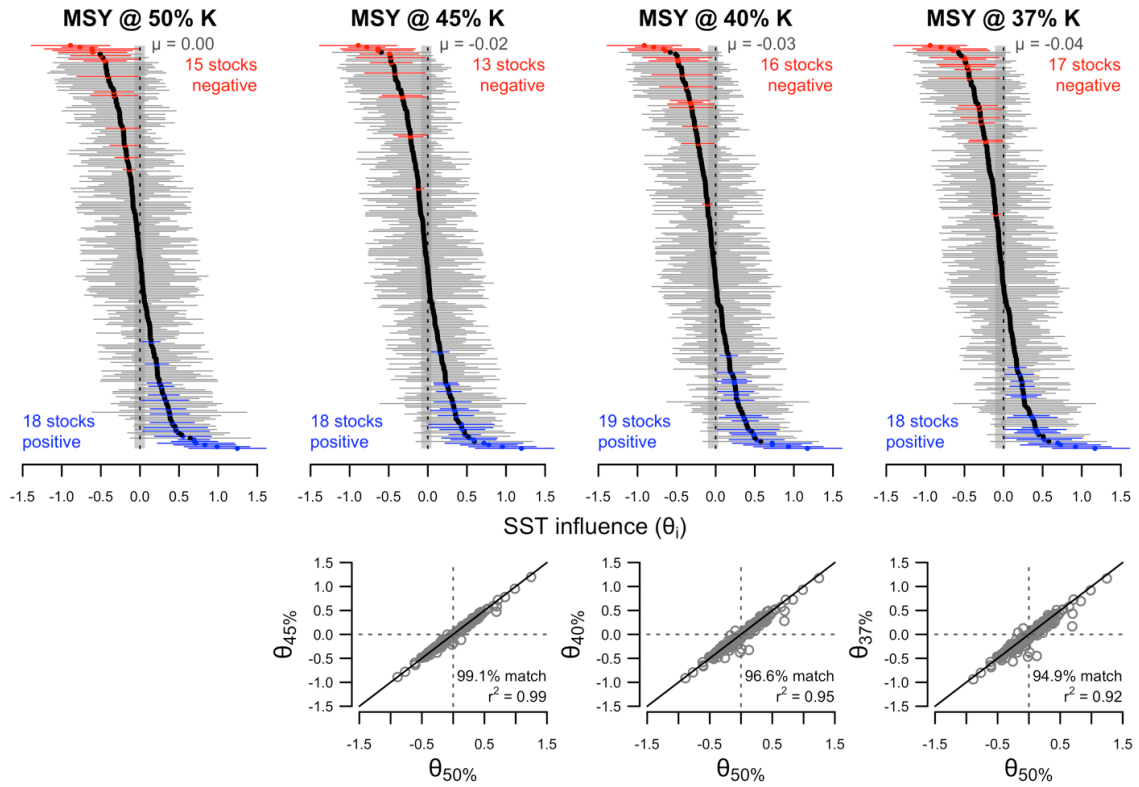 MSY @ 50% K
MSY @ 45% K
MSY @ 40% K
MSY @ 37% K
μ = 0.00
μ = -0.02
μ = -0.03
μ = -0.04
15 stocks
negative
13 stocks
negative
16 stocks
negative
17 stocks
negative
18 stocks
positive
18 stocks
positive
19 stocks
positive
18 stocks
positive
-1.5 -1.0 -0.5 0.0 0.5 1.0 1.5
-1.5 -1.0 -0.5 0.0 0.5 1.0 1.5
-1.5 -1.0 -0.5 0.0 0.5 1.0 1.5
-1.5 -1.0 -0.5 0.0 0.5 1.0 1.5
SST influence (θi)
θ45%
1.5
1.0
0.5
0.0
-0.5
-1.0
-1.5
99.1% match
r² = 0.99
-1.5 -0.5 0.5 1.5
θ50%
θ40%
1.5
1.0
0.5
0.0
-0.5
-1.0
-1.5
96.6% match
r² = 0.95
-1.5 -0.5 0.5 1.5
θ50%
θ37%
1.5
1.0
0.5
0.0
-0.5
-1.0
-1.5
94.9% match
r² = 0.92
-1.5 -0.5 0.5 1.5
θ50%